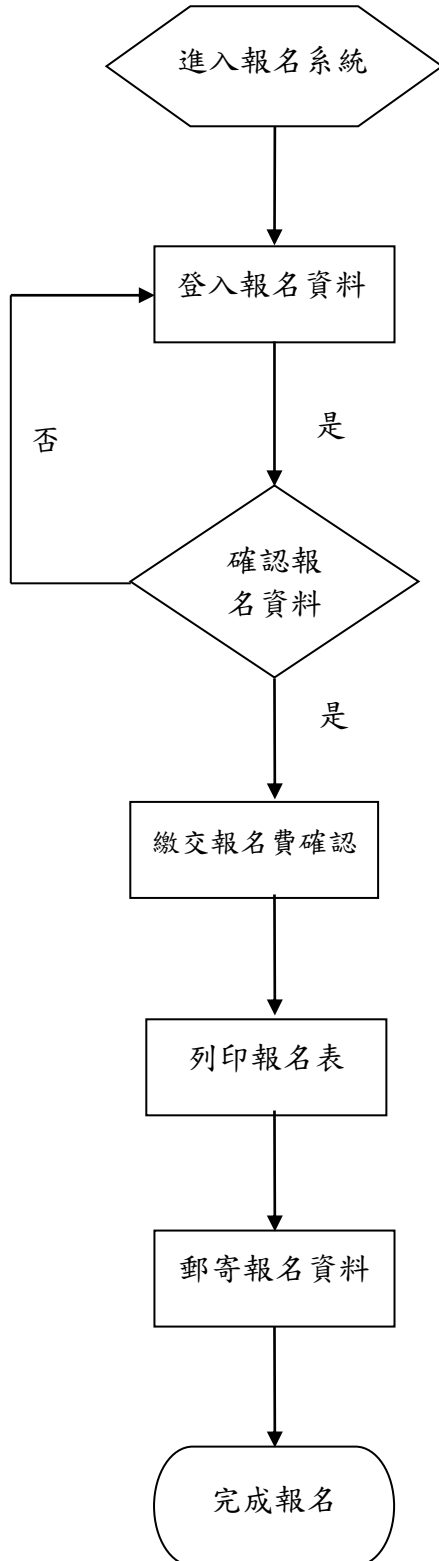 進入報名系統
登入報名資料
是
否
確認報
名資料
是
繳交報名費確認
列印報名表
郵寄報名資料
完成報名